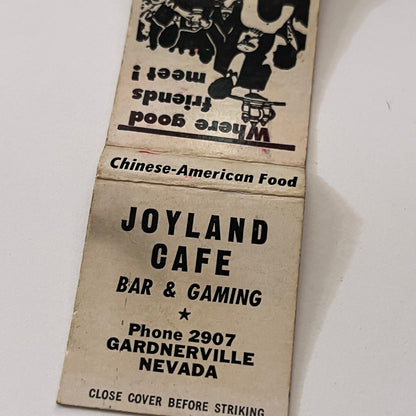 Where good
friends
meet!
Chinese-American Food
JOYLAND
CAFE
BAR & GAMING
★
Phone 2907
GARDNERVILLE
NEVADA
CLOSE COVER BEFORE STRIKING